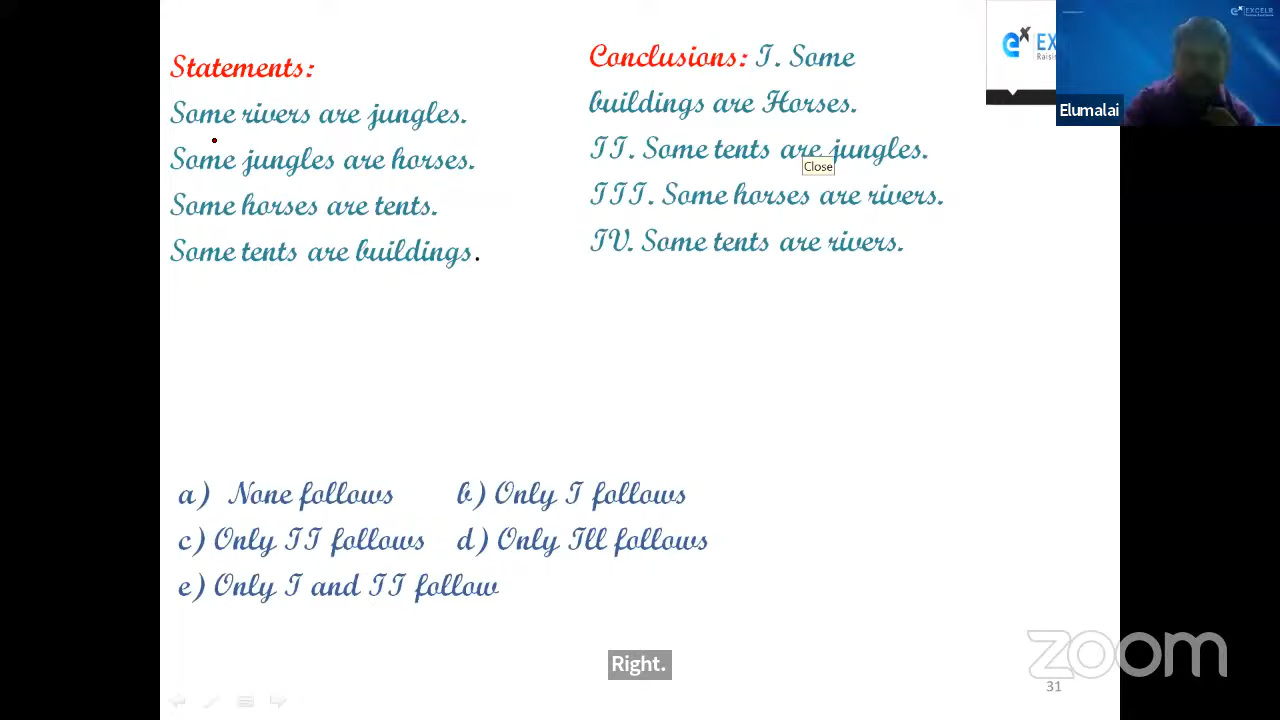 Statements:
Some rivers are jungles.
Some jungles are horses.
Some horses are tents.
Some tents are buildings.
Conclusions: I. Some
buildings are Horses.
II. Some tents are jungles.
Close
III. Some horses are rivers.
IV. Some tents are rivers.
a) None follows
b) Only I follows
c) Only II follows
d) Only Ill follows
e) Only I and II follow
Right.
Elumalai
EXCELR
zoom
31